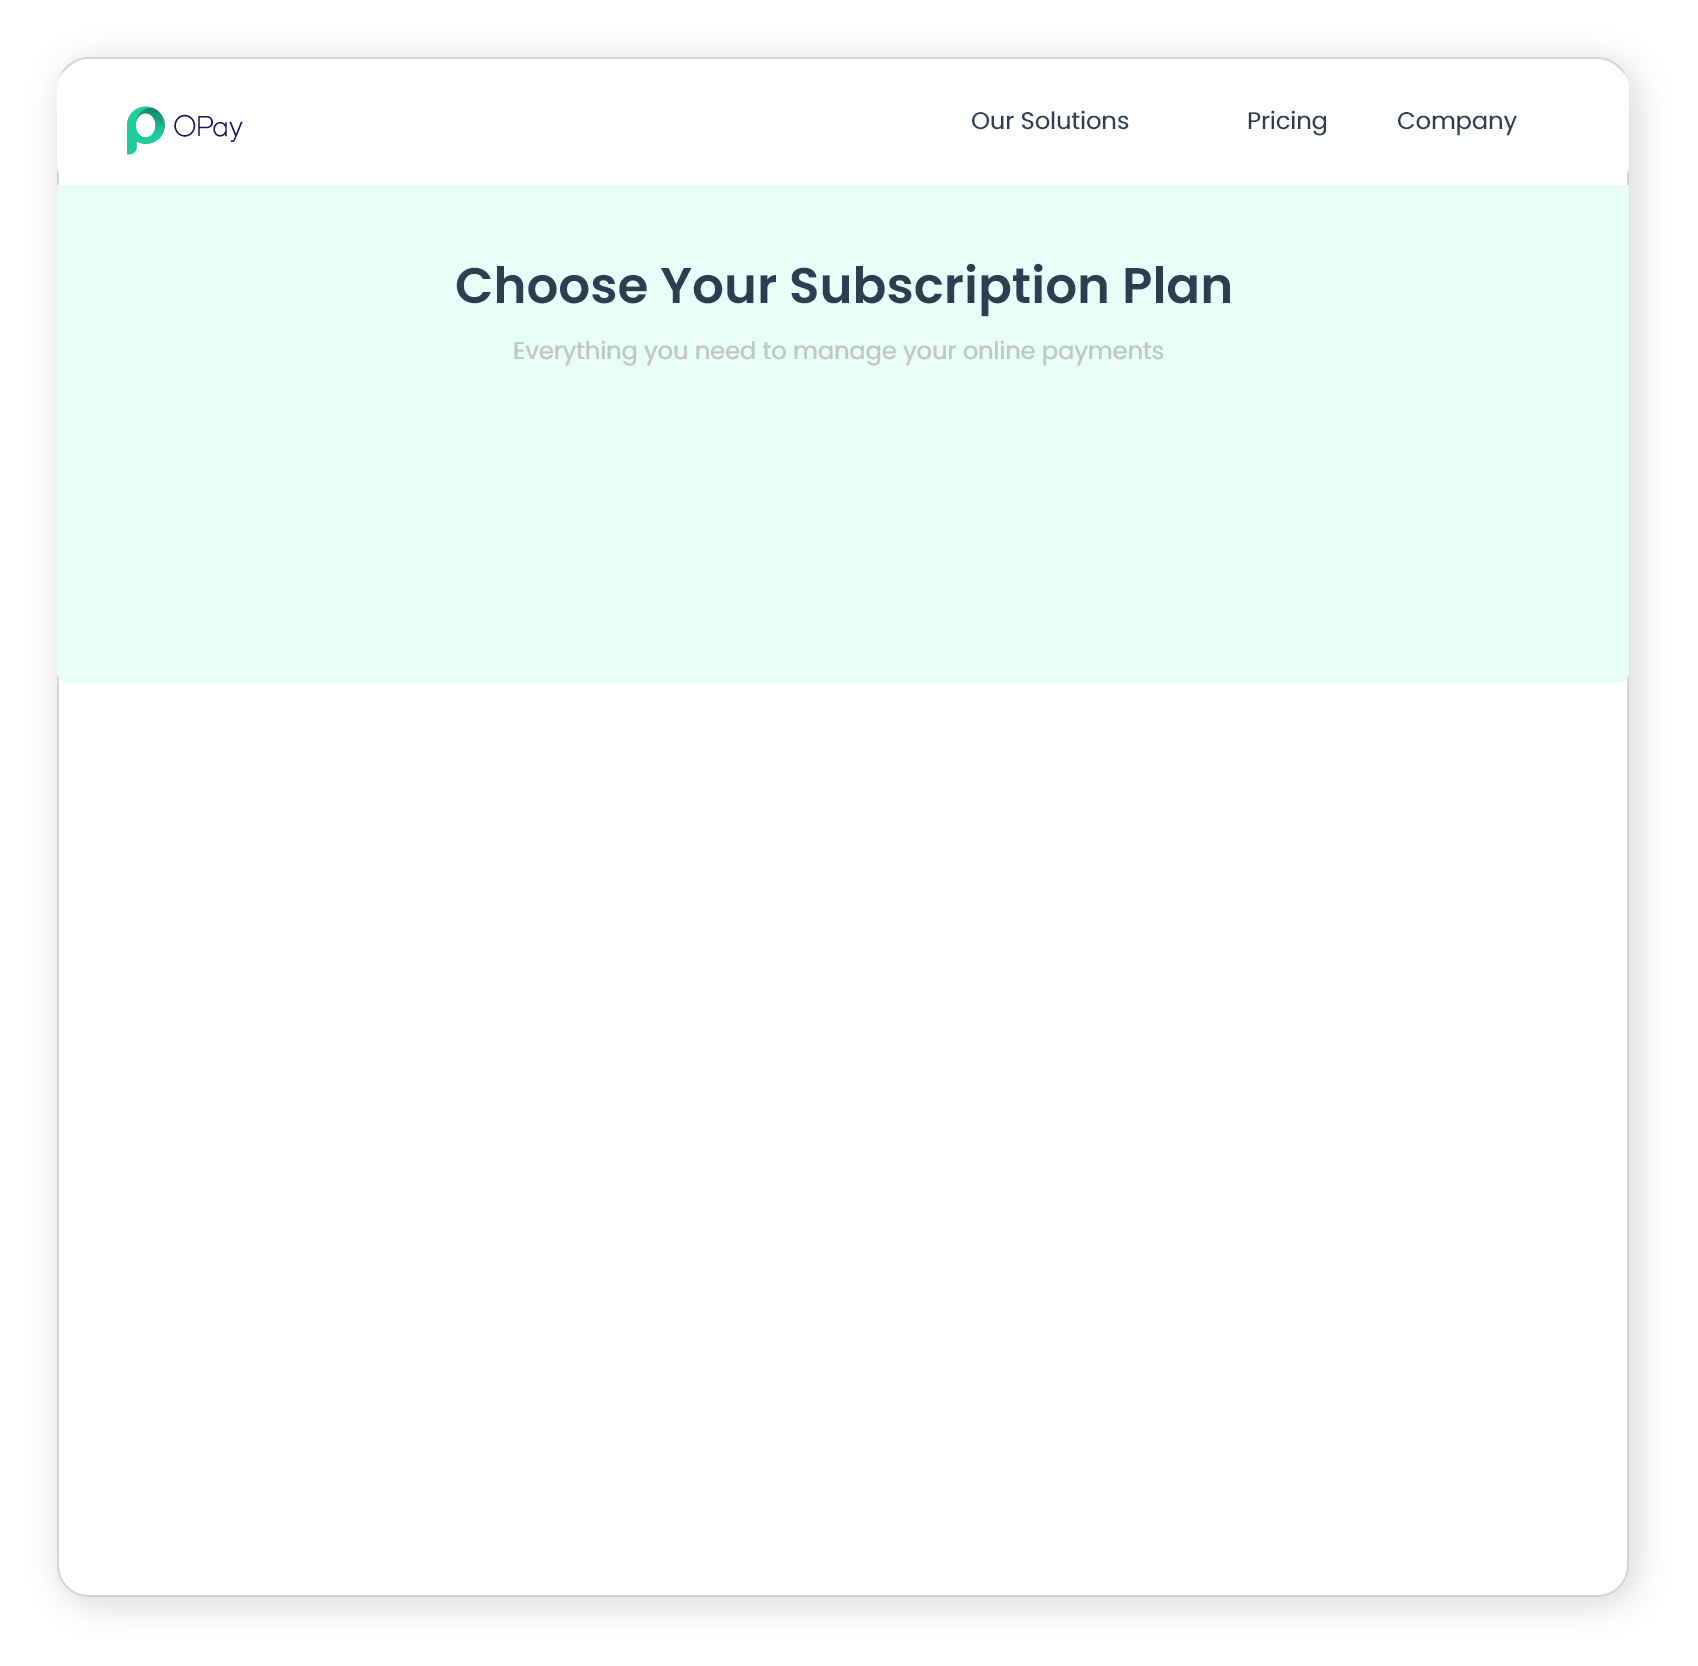 OPay
Our Solutions Pricing Company
Choose Your Subscription Plan
Everything you need to manage your online payments